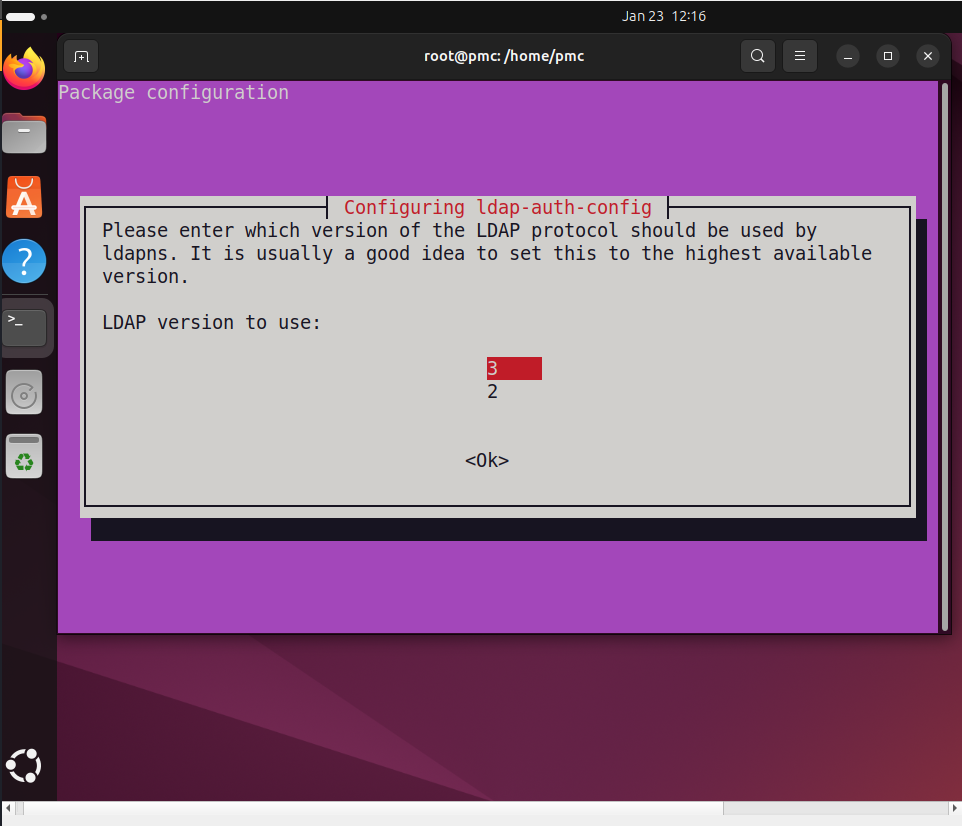 Jan 23 12:16
root@pmc: /home/pmc
Package configuration
Configuring ldap-auth-config
Please enter which version of the LDAP protocol should be used by
ldapns. It is usually a good idea to set this to the highest available
version.
LDAP version to use:
3
2
<Ok>